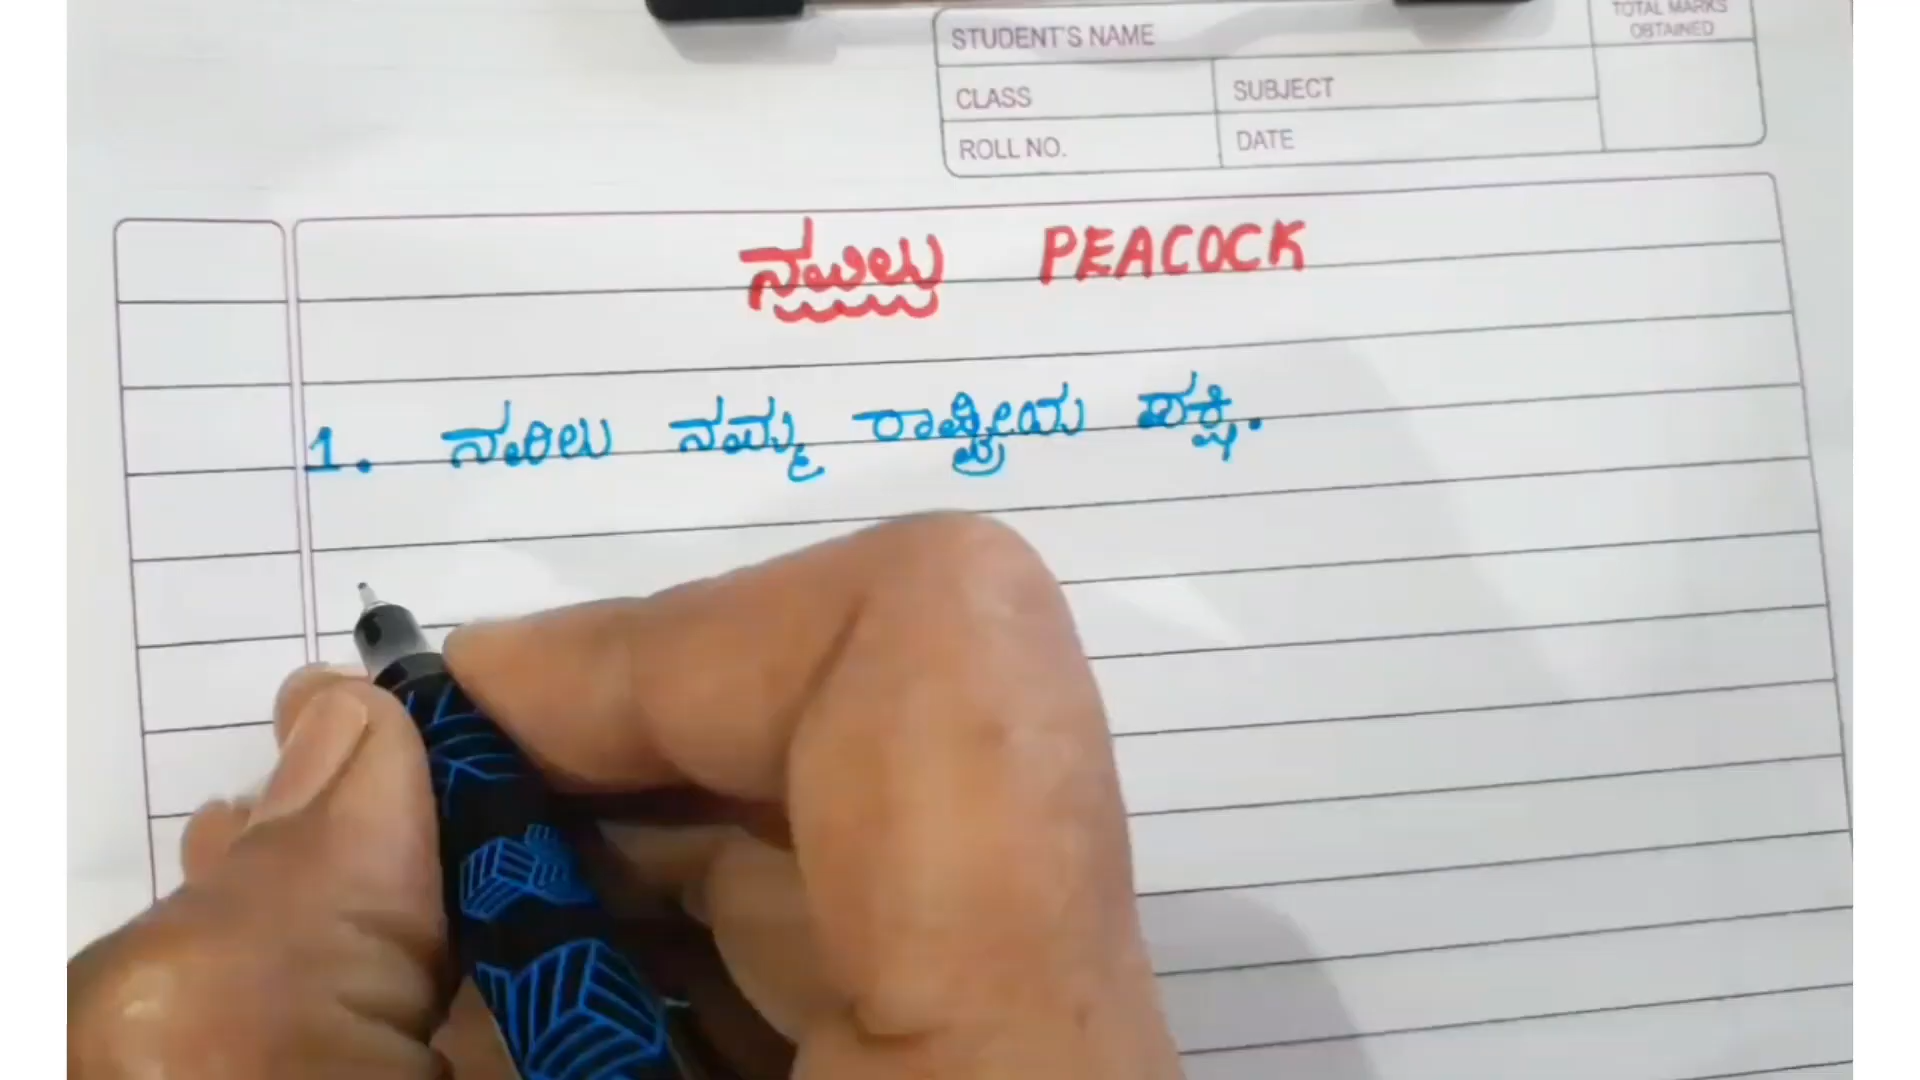 TOTAL MARKS
OBTAINED
STUDENT'S NAME
CLASS
SUBJECT
ROLL NO.
DATE
ನವಿಲು PEACOCK
1. ನವಿಲು ನಮ್ಮ ರಾಷ್ಟ್ರೀಯ ಪಕ್ಷಿ.